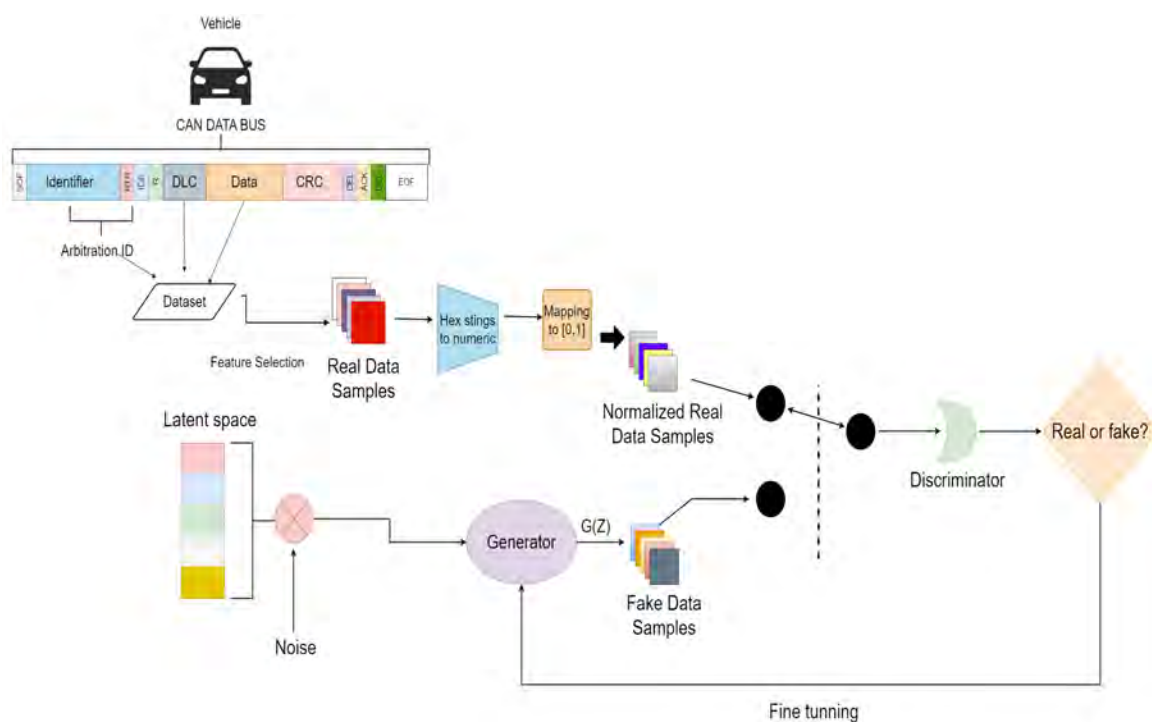 Vehicle
CAN DATA BUS
SOF
Identifier
RTR
IDE
R
DLC
Data
CRC
DEL
ACK
EOF
Arbitration ID
Dataset
Feature Selection
Real Data
Samples
Hex stings
to numeric
Mapping
to [0,1]
Normalized Real
Data Samples
Discriminator
Real or fake?
Latent space
Noise
Generator
G(Z)
Fake Data
Samples
Fine tunning